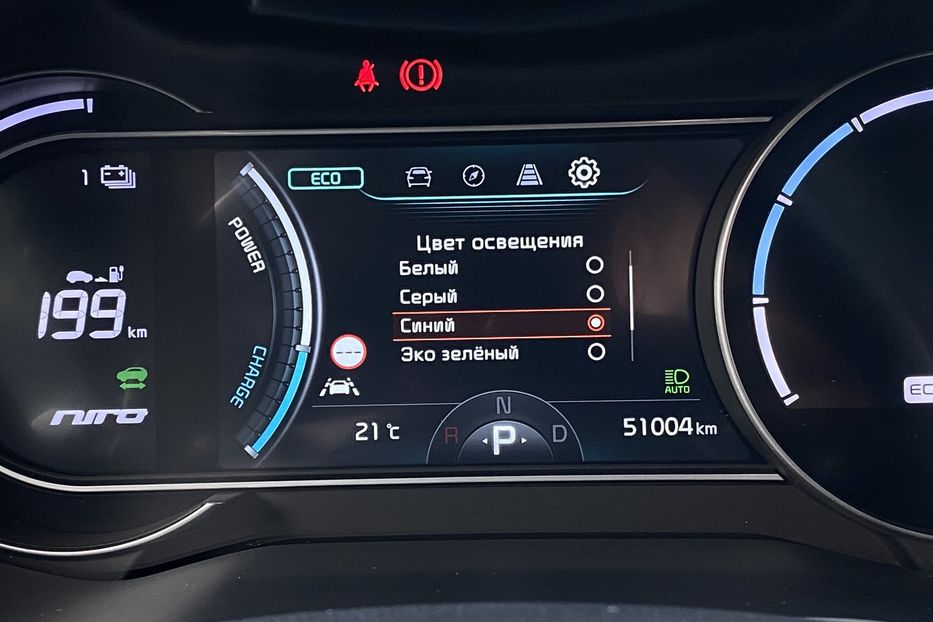 1
ECO
POWER
Цвет освещения
Белый
Серый
Синий
Эко зелёный
199 km
CHARGE
---
AUTO
niro
21 °C
N
R P D
51004 km